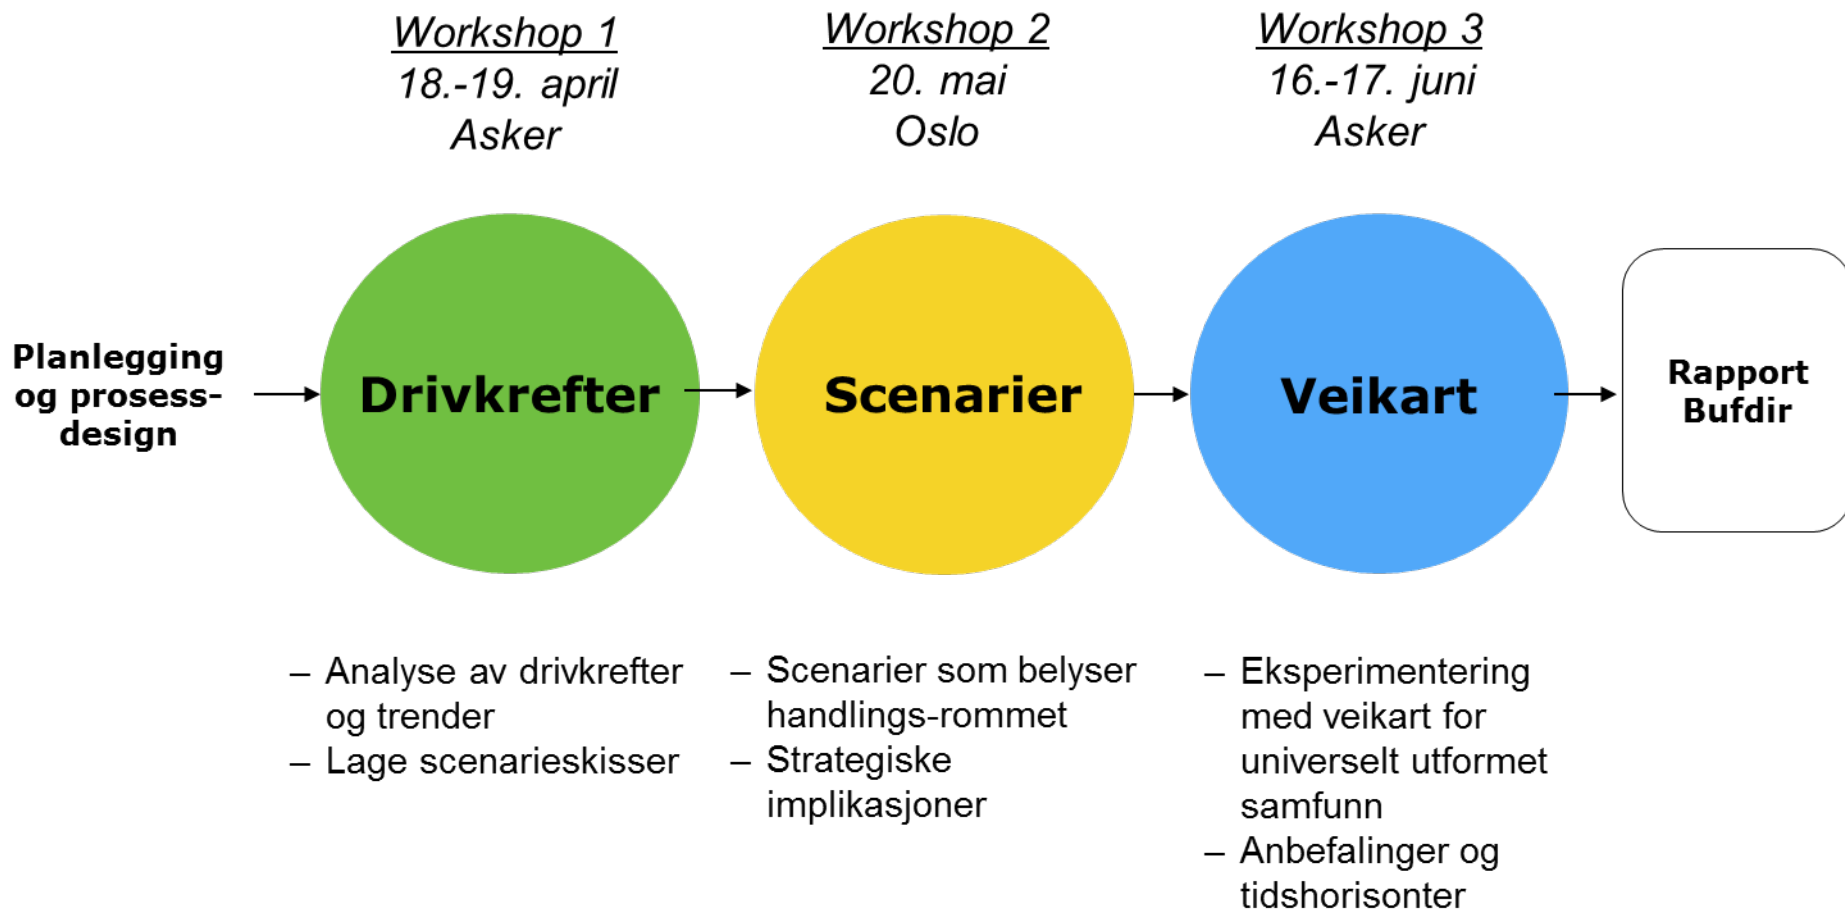 Workshop 1
18.-19. april
Asker
Workshop 2
20. mai
Oslo
Workshop 3
16.-17. juni
Asker
Planlegging
og prosess-
design
Drivkrefter
Scenarier
Veikart
Rapport
Bufdir
– Analyse av drivkrefter
og trender
– Lage scenarieskisser
– Scenarier som belyser
handlings-rommet
– Strategiske
implikasjoner
– Eksperimentering
med veikart for
universelt utformet
samfunn
– Anbefalinger og
tidshorisonter